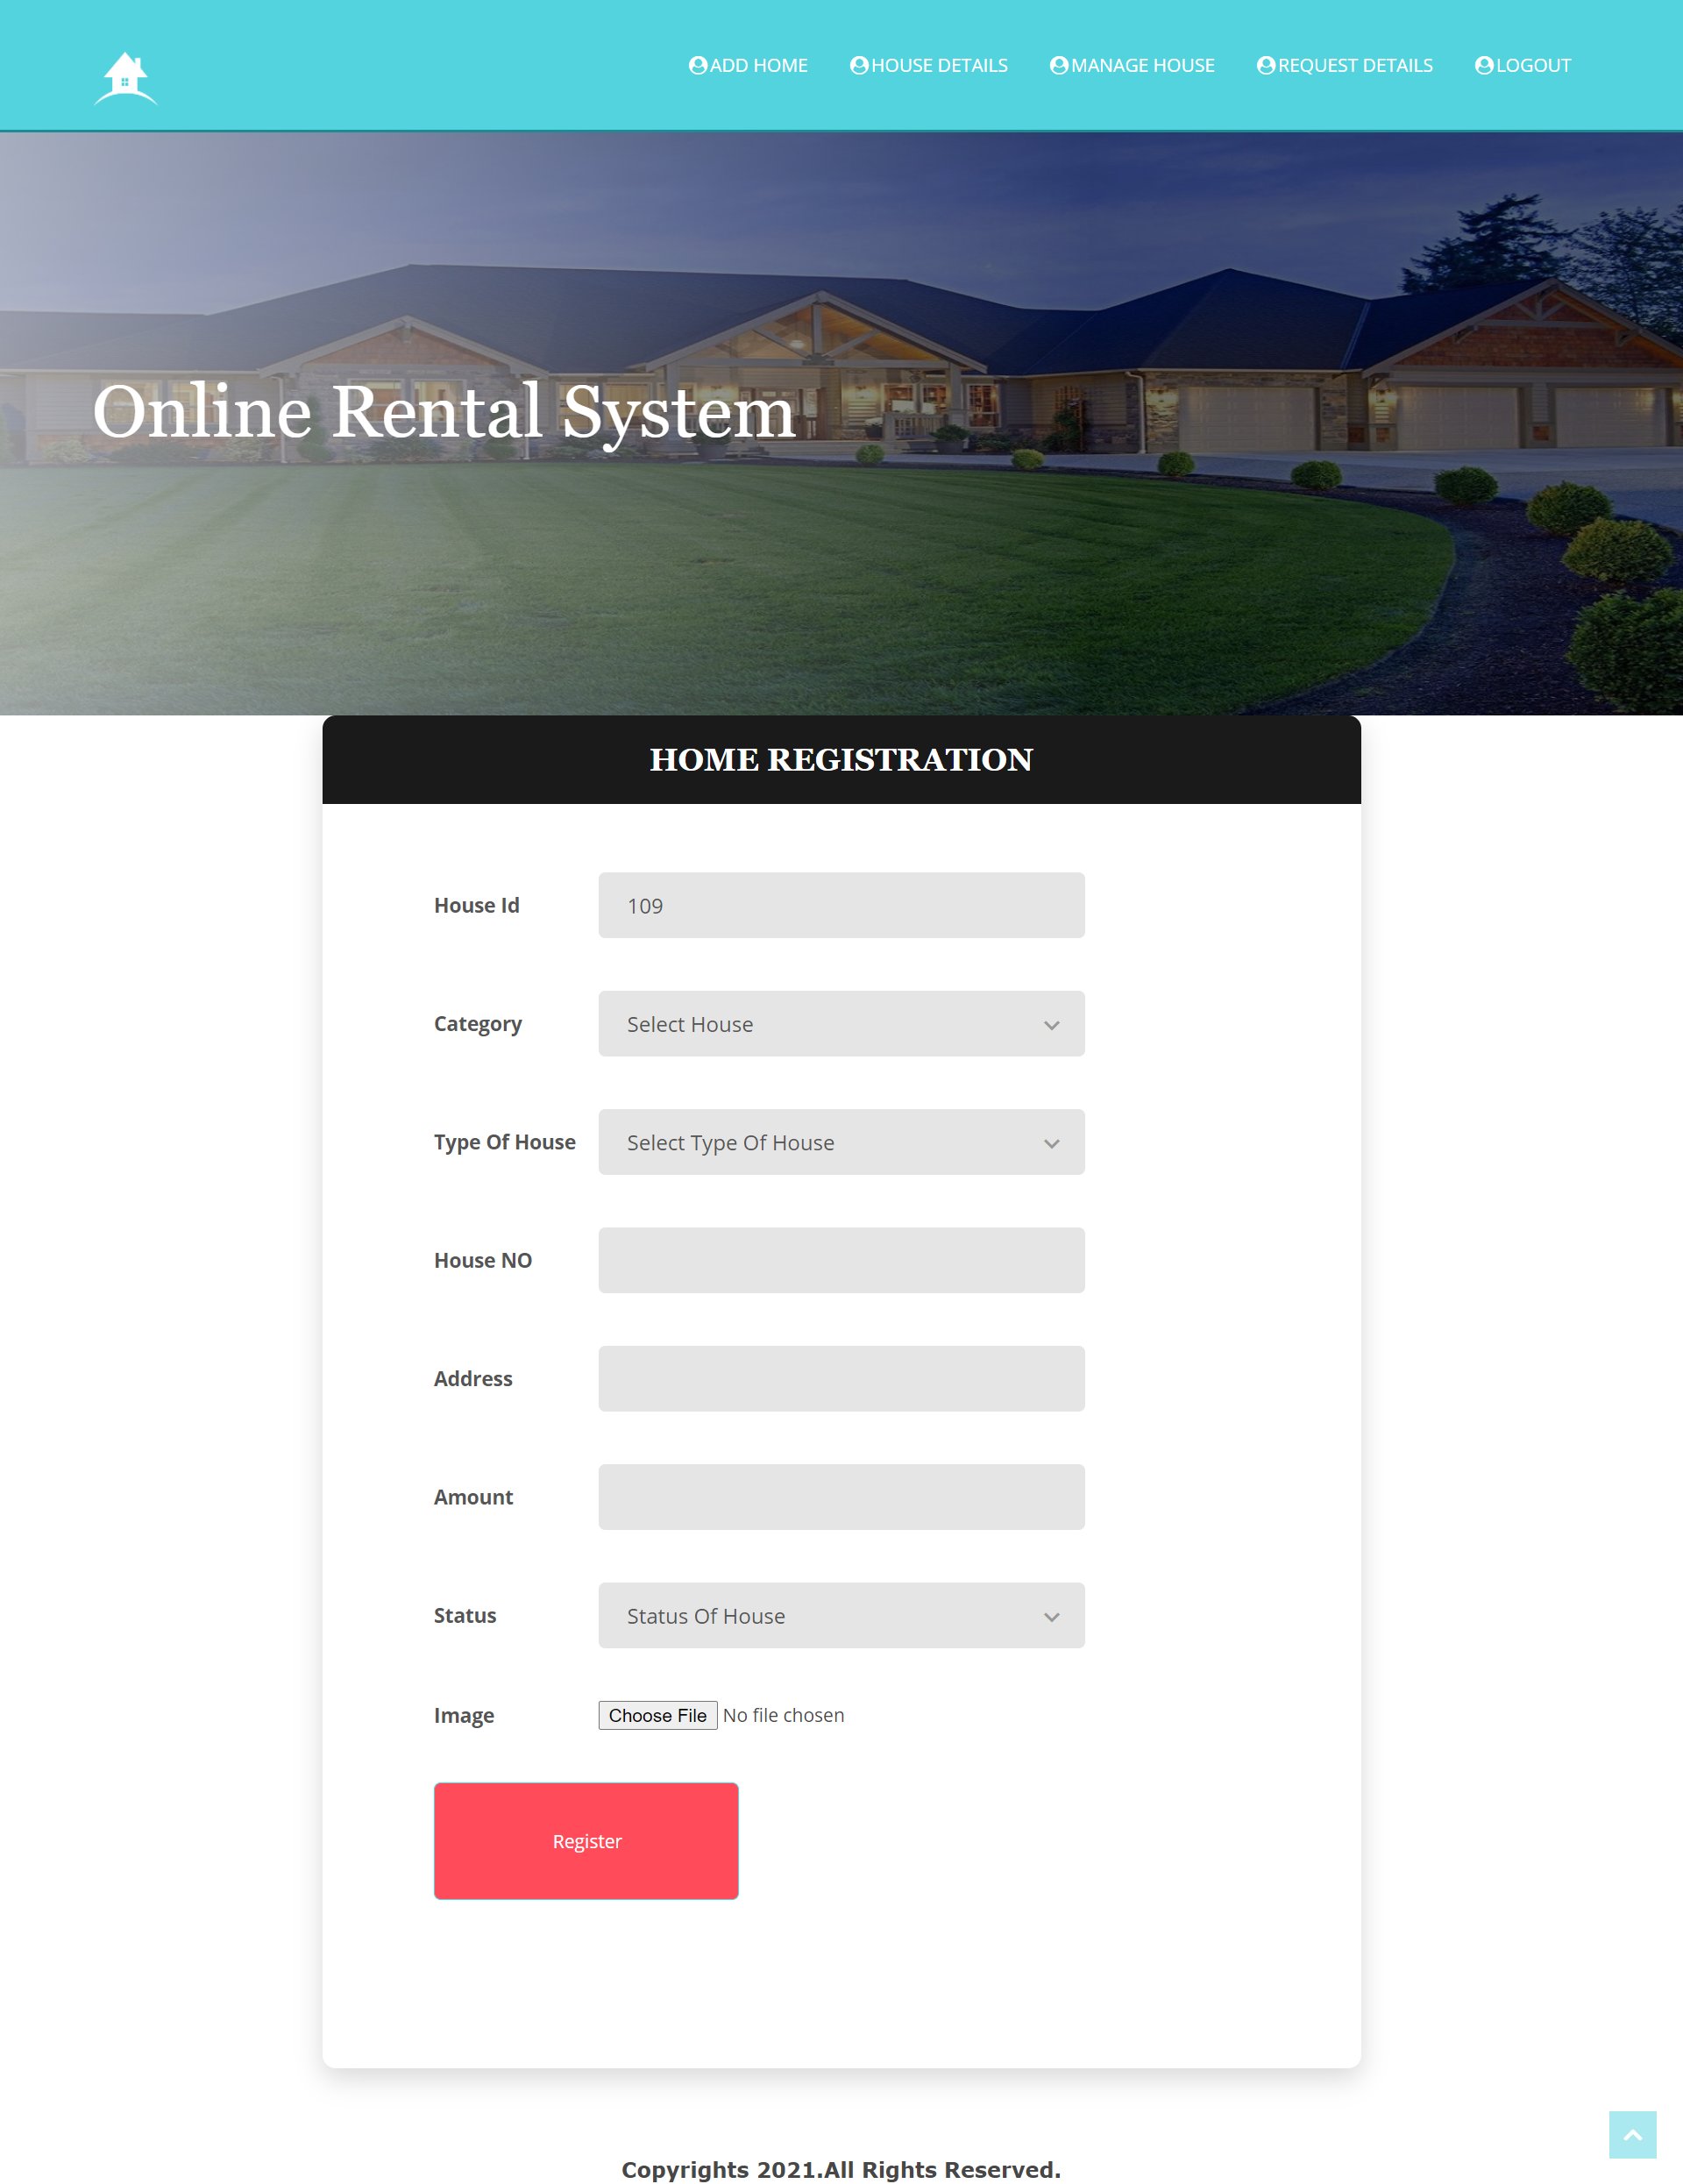 ADD HOME HOUSE DETAILS MANAGE HOUSE REQUEST DETAILS LOGOUT
Online Rental System
HOME REGISTRATION
House Id 109
Category Select House
Type Of House Select Type Of House
House NO
Address
Amount
Status Status Of House
Image Choose File No file chosen
Register
Copyrights 2021.All Rights Reserved.